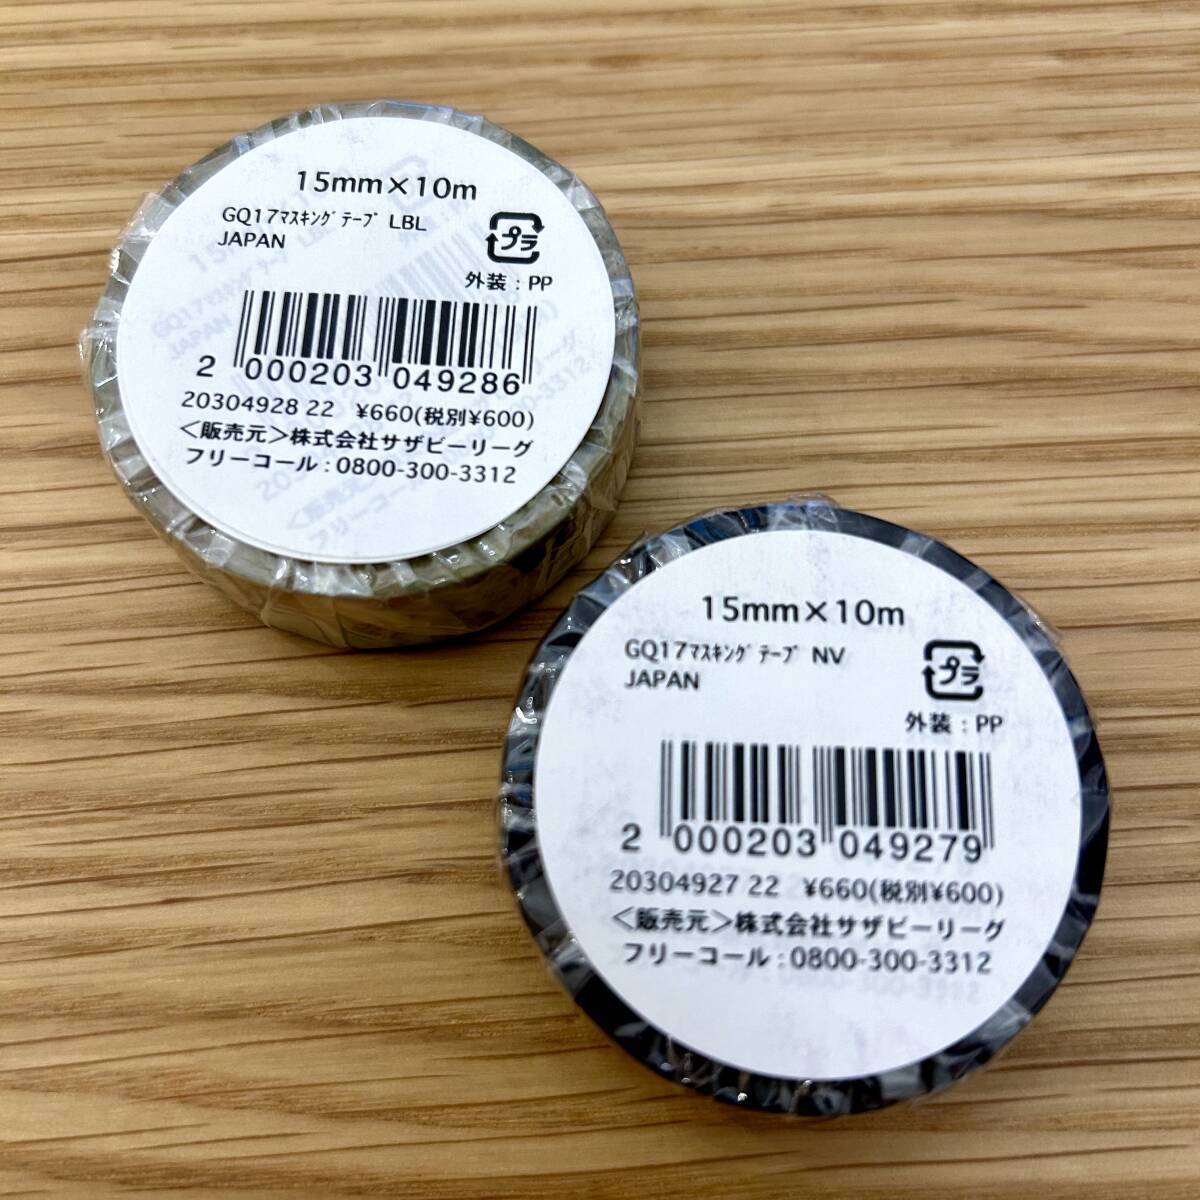 15mm×10m
GQ17ﾏｽｷﾝｸﾞﾃｰﾌﾟ LBL
JAPAN
プラ
外装：PP
2 000203 049286
20304928 22 ¥660(税別¥600)
＜販売元＞株式会社サザビーリーグ
フリーコール：0800-300-3312
15mm×10m
GQ17ﾏｽｷﾝｸﾞﾃｰﾌﾟ NV
JAPAN
プラ
外装：PP
2 000203 049279
20304927 22 ¥660(税別¥600)
＜販売元＞株式会社サザビーリーグ
フリーコール：0800-300-3312